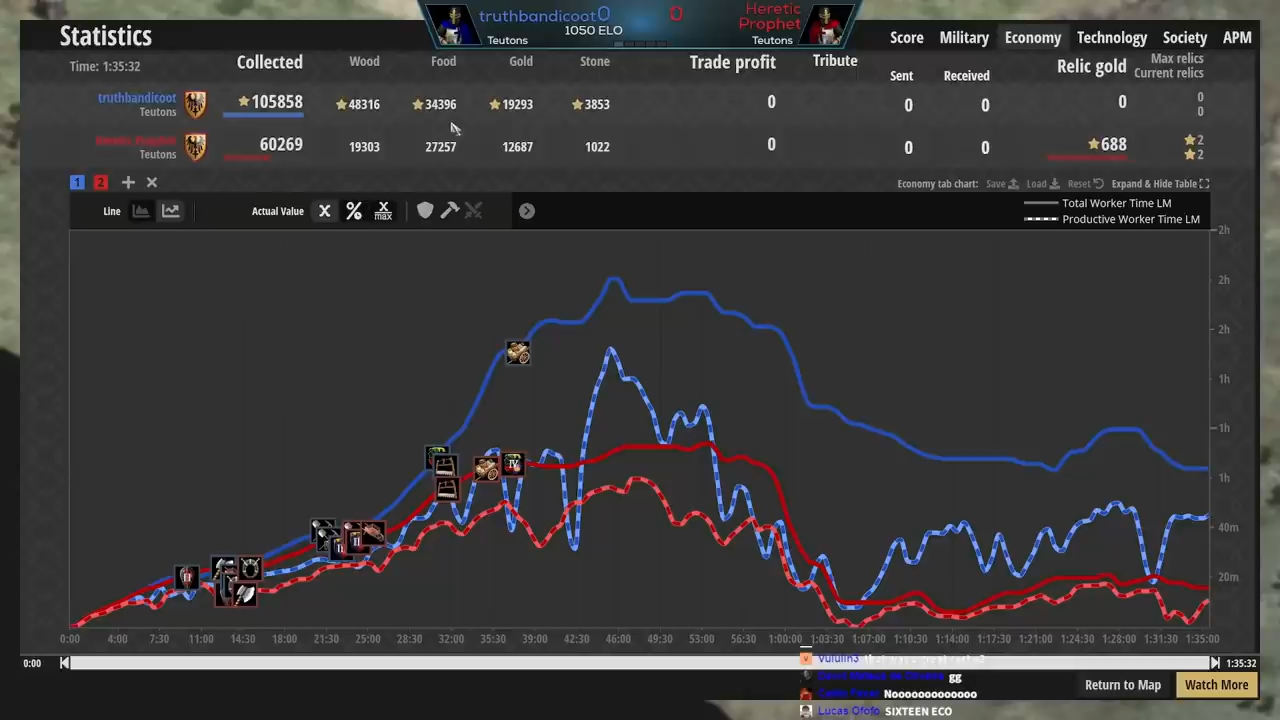 truthbandicoot 0
1050 ELO
Teutons
0
Heretic
Prophet
Teutons
Statistics
Time: 1:35:32
Score Military Economy Technology Society APM
Collected Wood Food Gold Stone Trade profit Tribute Sent Received Relic gold Max relics
Current relics
truthbandicoot
Teutons
105858 48316 34396 19293 3853 0 0 0 0 0
0
Heretic_Prophet
Teutons
60269 19303 27257 12687 1022 0 0 0 688 2
2
1 2
Economy tab chart: Save Load Reset Expand & Hide Table
Line Actual Value X % X
max
Total Worker Time LM
Productive Worker Time LM
2h
2h
2h
1h
1h
1h
40m
20m
0:00 4:00 7:30 11:00 14:30 18:00 21:30 25:00 28:30 32:00 35:30 39:00 42:30 46:00 49:30 53:00 56:30 1:00:00 1:03:30 1:07:00 1:10:30 1:14:00 1:17:30 1:21:00 1:24:30 1:28:00 1:31:30 1:35:00
0:00 1:35:32
Vululin3
gg
Noooooooooooo
Lucas Ofofo SIXTEEN ECO
Return to Map
Watch More